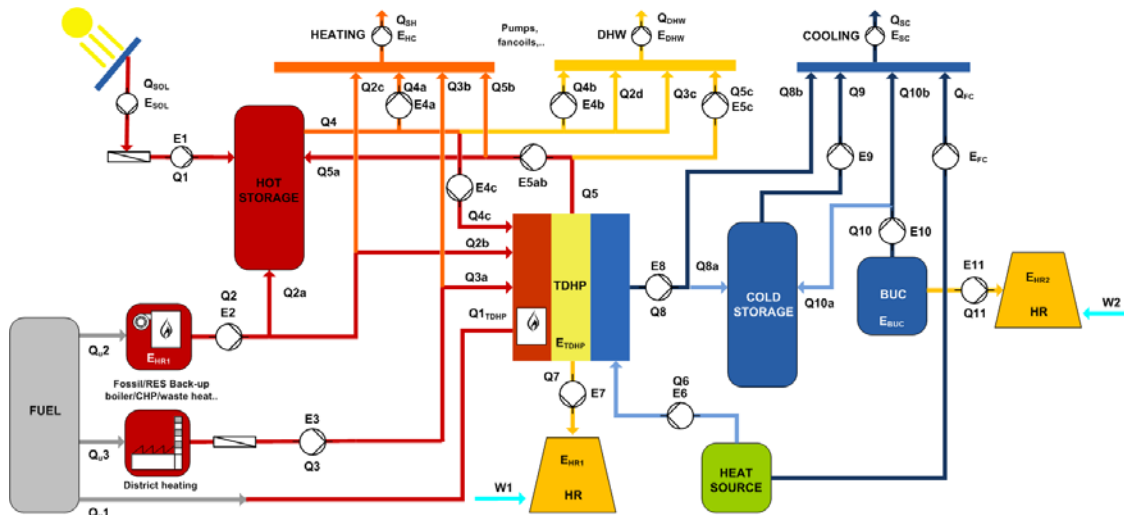 Q_SH
E_HC
HEATING
Pumps,
fancoils,..
DHW
Q_DHW
E_DHW
COOLING
Q_SC
E_SC
Q_SOL
E_SOL
Q2c
Q4a
E4a
Q3b
Q5b
Q4b
E4b
Q2d
Q3c
Q5c
E5c
Q8b
Q9
Q10b
Q_FC
E1
Q1
Q4
Q5a
HOT
STORAGE
E4c
E5ab
Q5
E9
E_FC
Q4c
Q2b
Q3a
Q1_TDHP
TDHP
E_TDHP
E8
Q8
Q8a
COLD
STORAGE
Q10
E10
Q10a
BUC
E_BUC
E11
Q11
E_HR2
HR
W2
Q2
E2
Q2a
Q_u2
E_HR1
Fossil/RES Back-up
boiler/CHP/waste heat..
FUEL
Q_u3
E3
Q3
District heating
Q7
E7
Q6
E6
E_HR1
HR
W1
HEAT
SOURCE